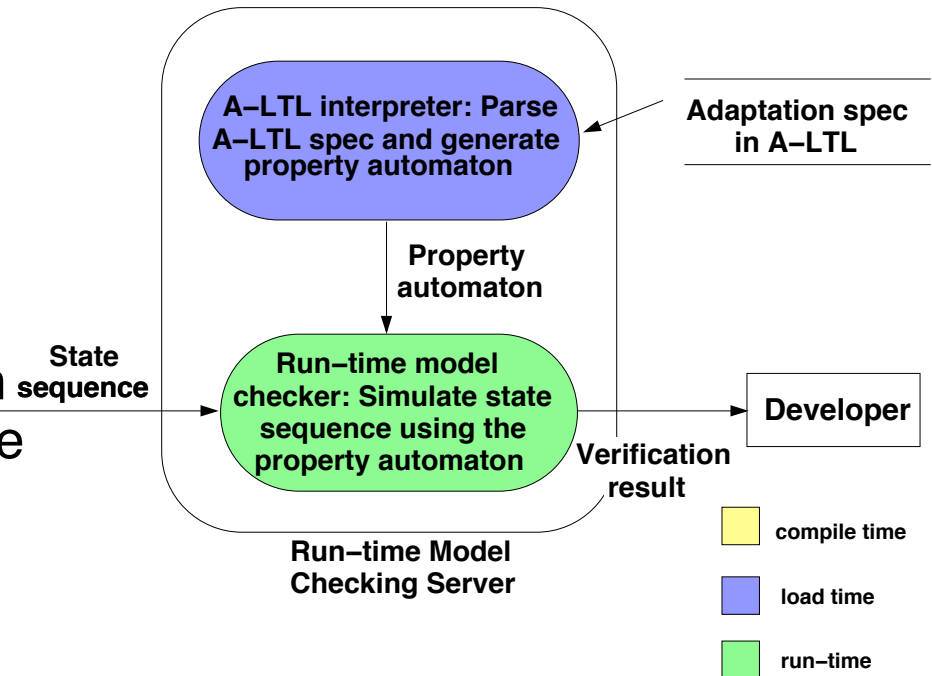 A–LTL interpreter: Parse
A–LTL spec and generate
property automaton
Adaptation spec
in A–LTL
Property
automaton
State
sequence
Run–time model
checker: Simulate state
sequence using the
property automaton
Developer
Verification
result
Run–time Model
Checking Server
compile time
load time
run–time